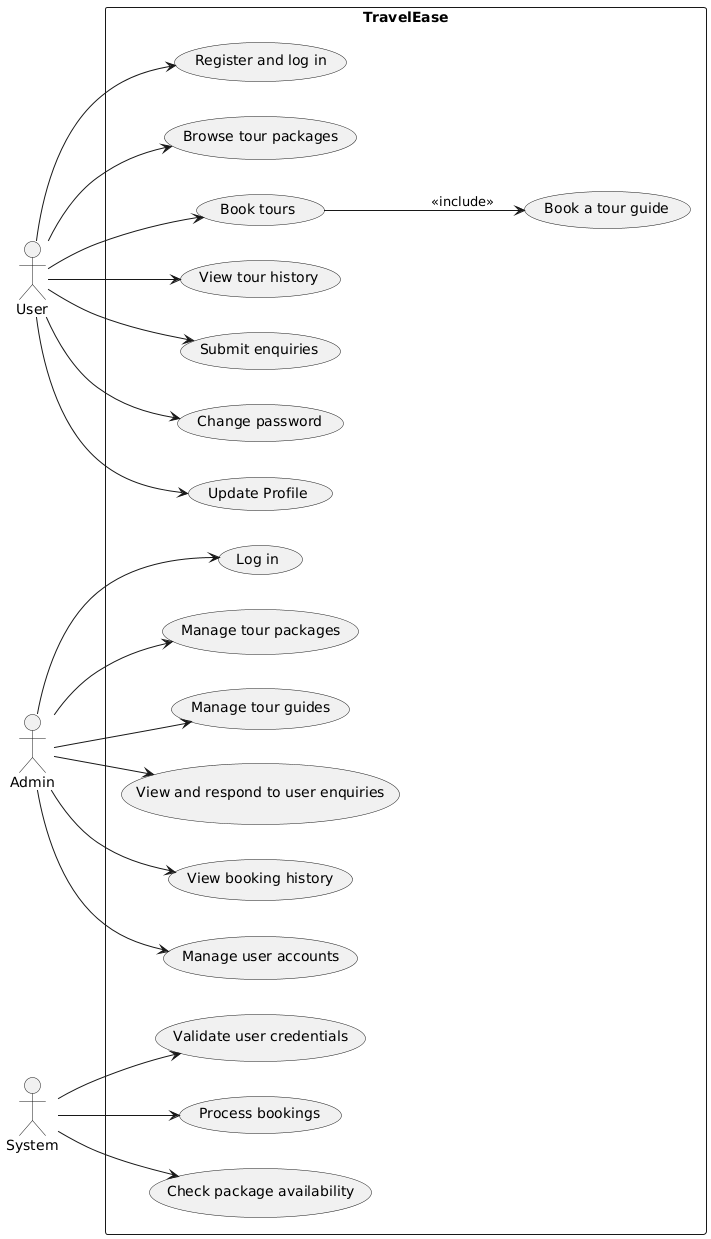 TravelEase
Register and log in
Browse tour packages
Book tours
«include»
Book a tour guide
View tour history
User
Submit enquiries
Change password
Update Profile
Log in
Manage tour packages
Manage tour guides
Admin
View and respond to user enquiries
View booking history
Manage user accounts
Validate user credentials
Process bookings
System
Check package availability